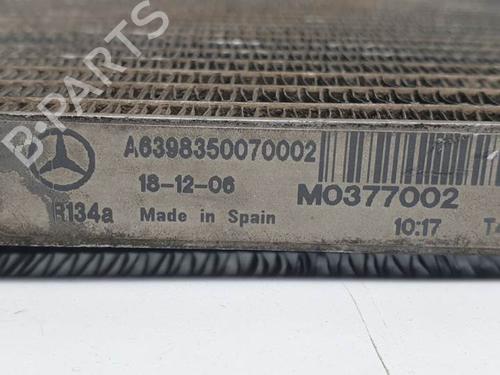 A6398350070002
18-12-06
M0377002
R134a Made in Spain
10:17
B-PARTS